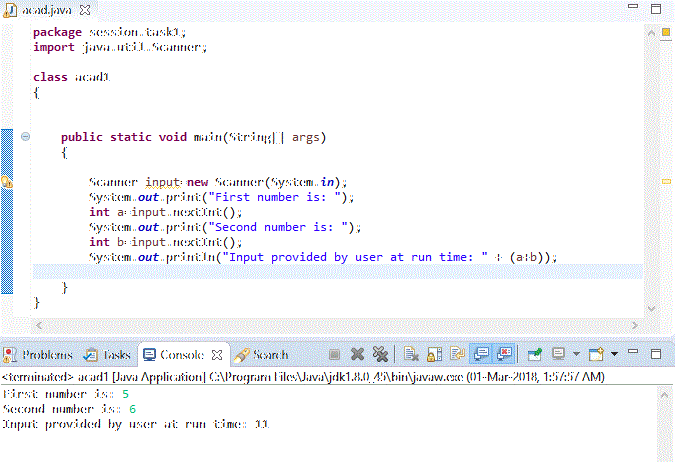 acad.java
package session.task1;
import java.util.Scanner;
class acad1
{
public static void main(String[] args)
{
Scanner input=new Scanner(System.in);
System.out.print("First number is: ");
int a=input.nextInt();
System.out.print("Second number is: ");
int b=input.nextInt();
System.out.println("Input provided by user at run time: " + (a+b));
}
}
Problems Tasks Console Search
<terminated> acad1 [Java Application] C:\Program Files\Java\jdk1.8.0_45\bin\javaw.exe (01-Mar-2018, 1:57:57 AM)
First number is: 5
Second number is: 6
Input provided by user at run time: 11